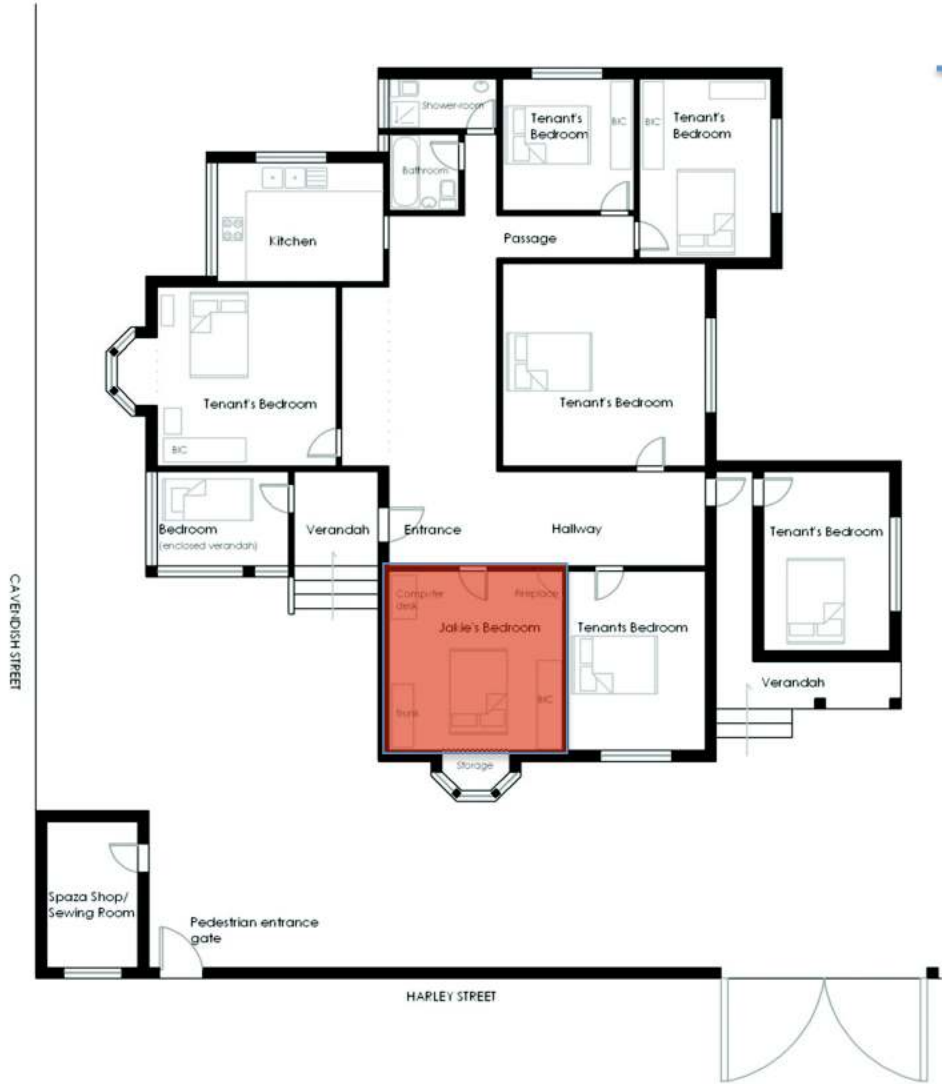 Shower-room
Tenant's
Bedroom
BIC
BIC
Tenant's
Bedroom
Bathroom
Kitchen
Passage
Tenant's Bedroom
BIC
Tenant's Bedroom
Bedroom
(enclosed verandah)
Verandah
Entrance
Hallway
Tenant's Bedroom
Computer
desk
Fireplace
Jakie's Bedroom
Tenants Bedroom
trunk
BIC
Verandah
Storage
CAVENDISH STREET
Spaza Shop/
Sewing Room
Pedestrian entrance
gate
HARLEY STREET